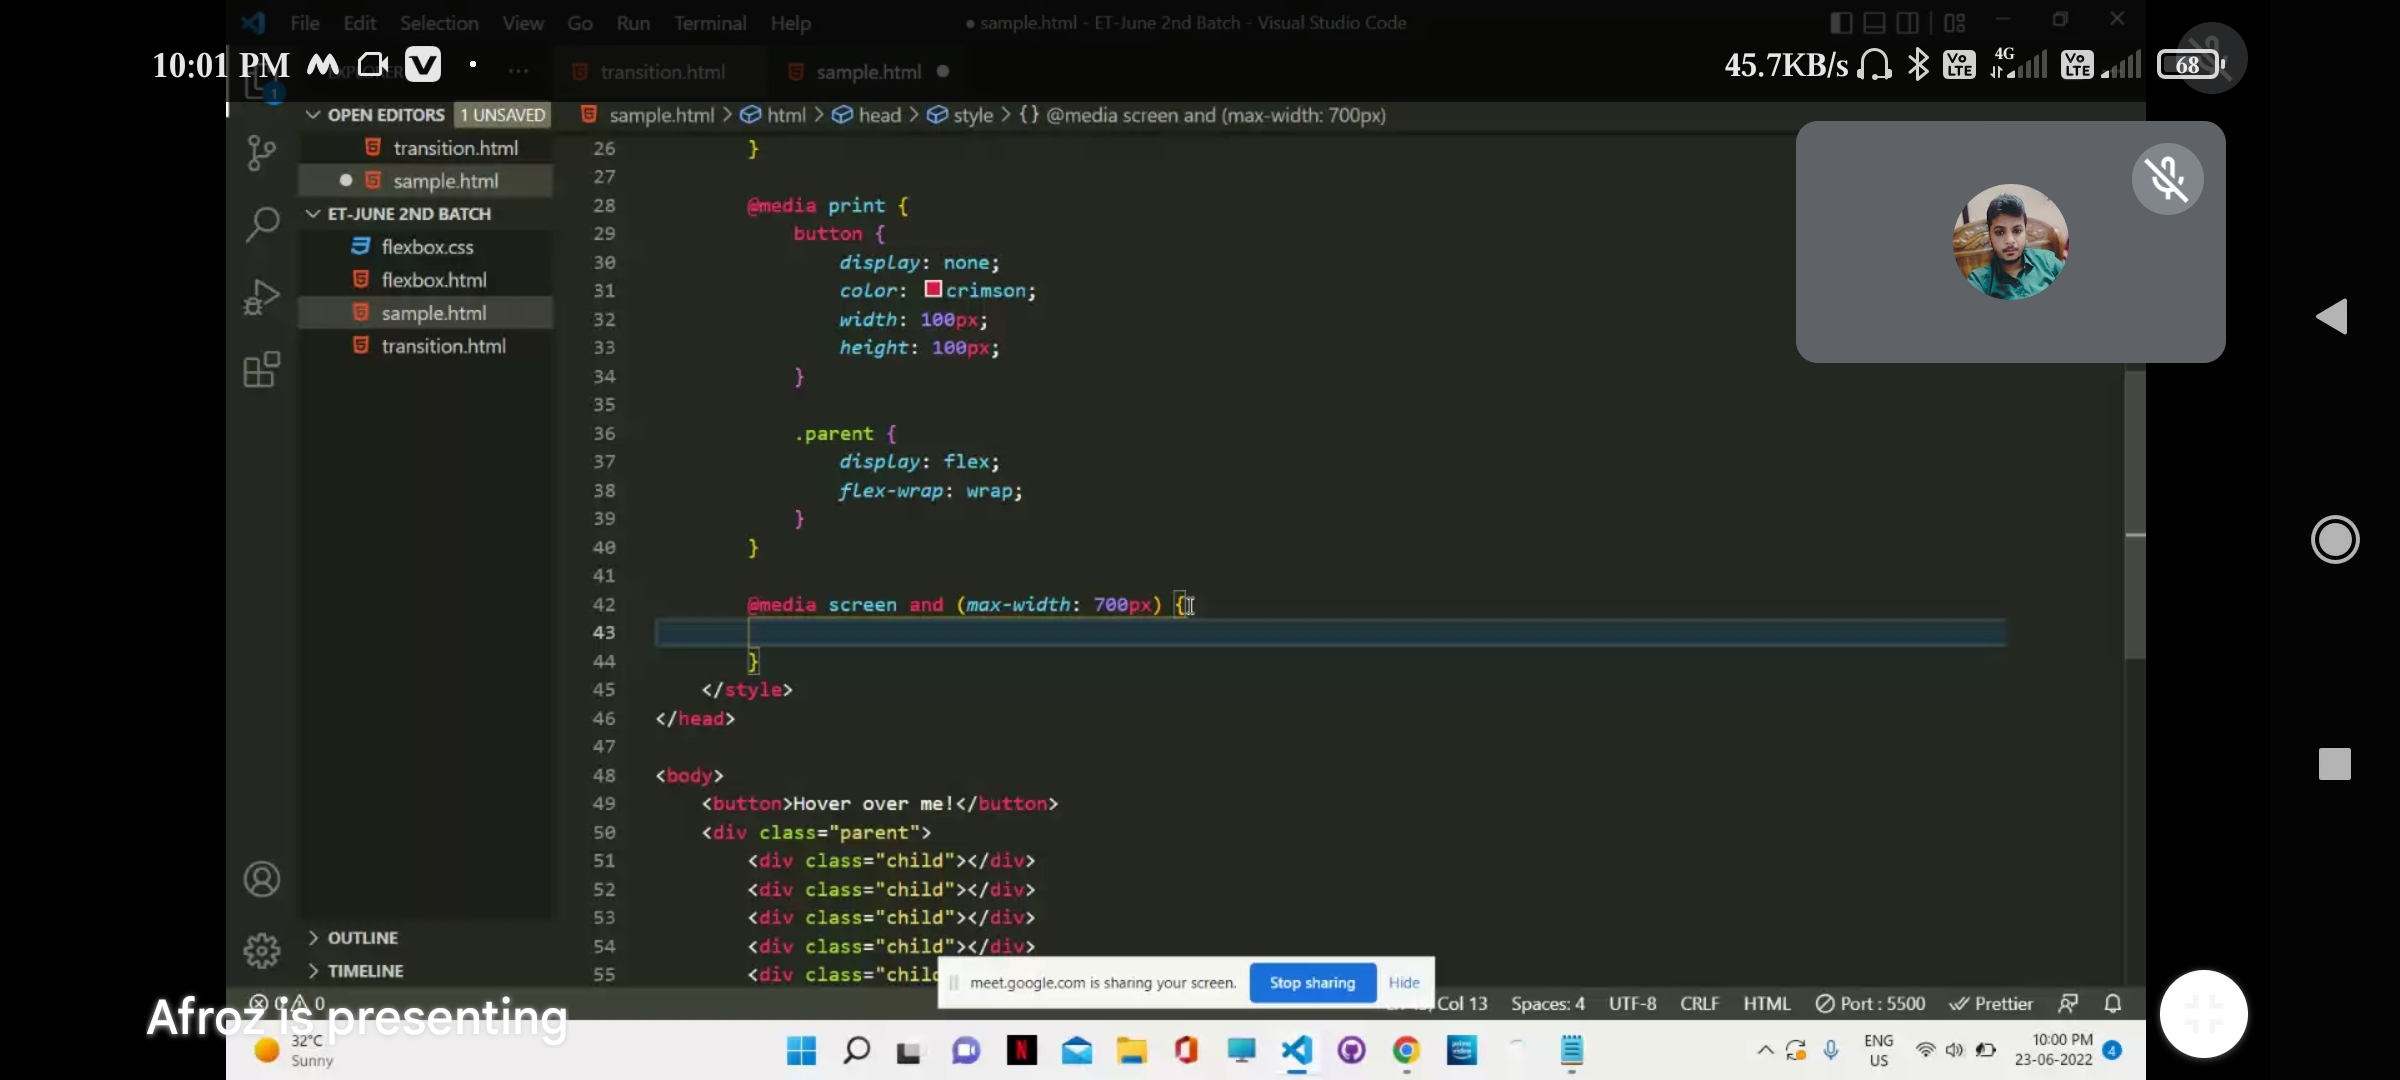 File Edit Selection View Go Run Terminal Help ● sample.html - ET-June 2nd Batch - Visual Studio Code
10:01 PM 45.7KB/s Vo LTE 4G Vo LTE 68
transition.html sample.html
1
OPEN EDITORS 1 UNSAVED
transition.html
sample.html
ET-JUNE 2ND BATCH
flexbox.css
flexbox.html
sample.html
transition.html
OUTLINE
TIMELINE
sample.html > html > head > style > {} @media screen and (max-width: 700px)
26 }
27
28 @media print {
29 button {
30 display: none;
31 color: crimson;
32 width: 100px;
33 height: 100px;
34 }
35
36 .parent {
37 display: flex;
38 flex-wrap: wrap;
39 }
40 }
41
42 @media screen and (max-width: 700px) {
43
44 }
45 </style>
46 </head>
47
48 <body>
49 <button>Hover over me!</button>
50 <div class="parent">
51 <div class="child"></div>
52 <div class="child"></div>
53 <div class="child"></div>
54 <div class="child"></div>
55 <div class="chil
meet.google.com is sharing your screen. Stop sharing Hide
0 Col 13 Spaces: 4 UTF-8 CRLF HTML Port : 5500 Prettier
Afroz is presenting
32°C
Sunny
prime video
ENG
US
10:00 PM
23-06-2022
4